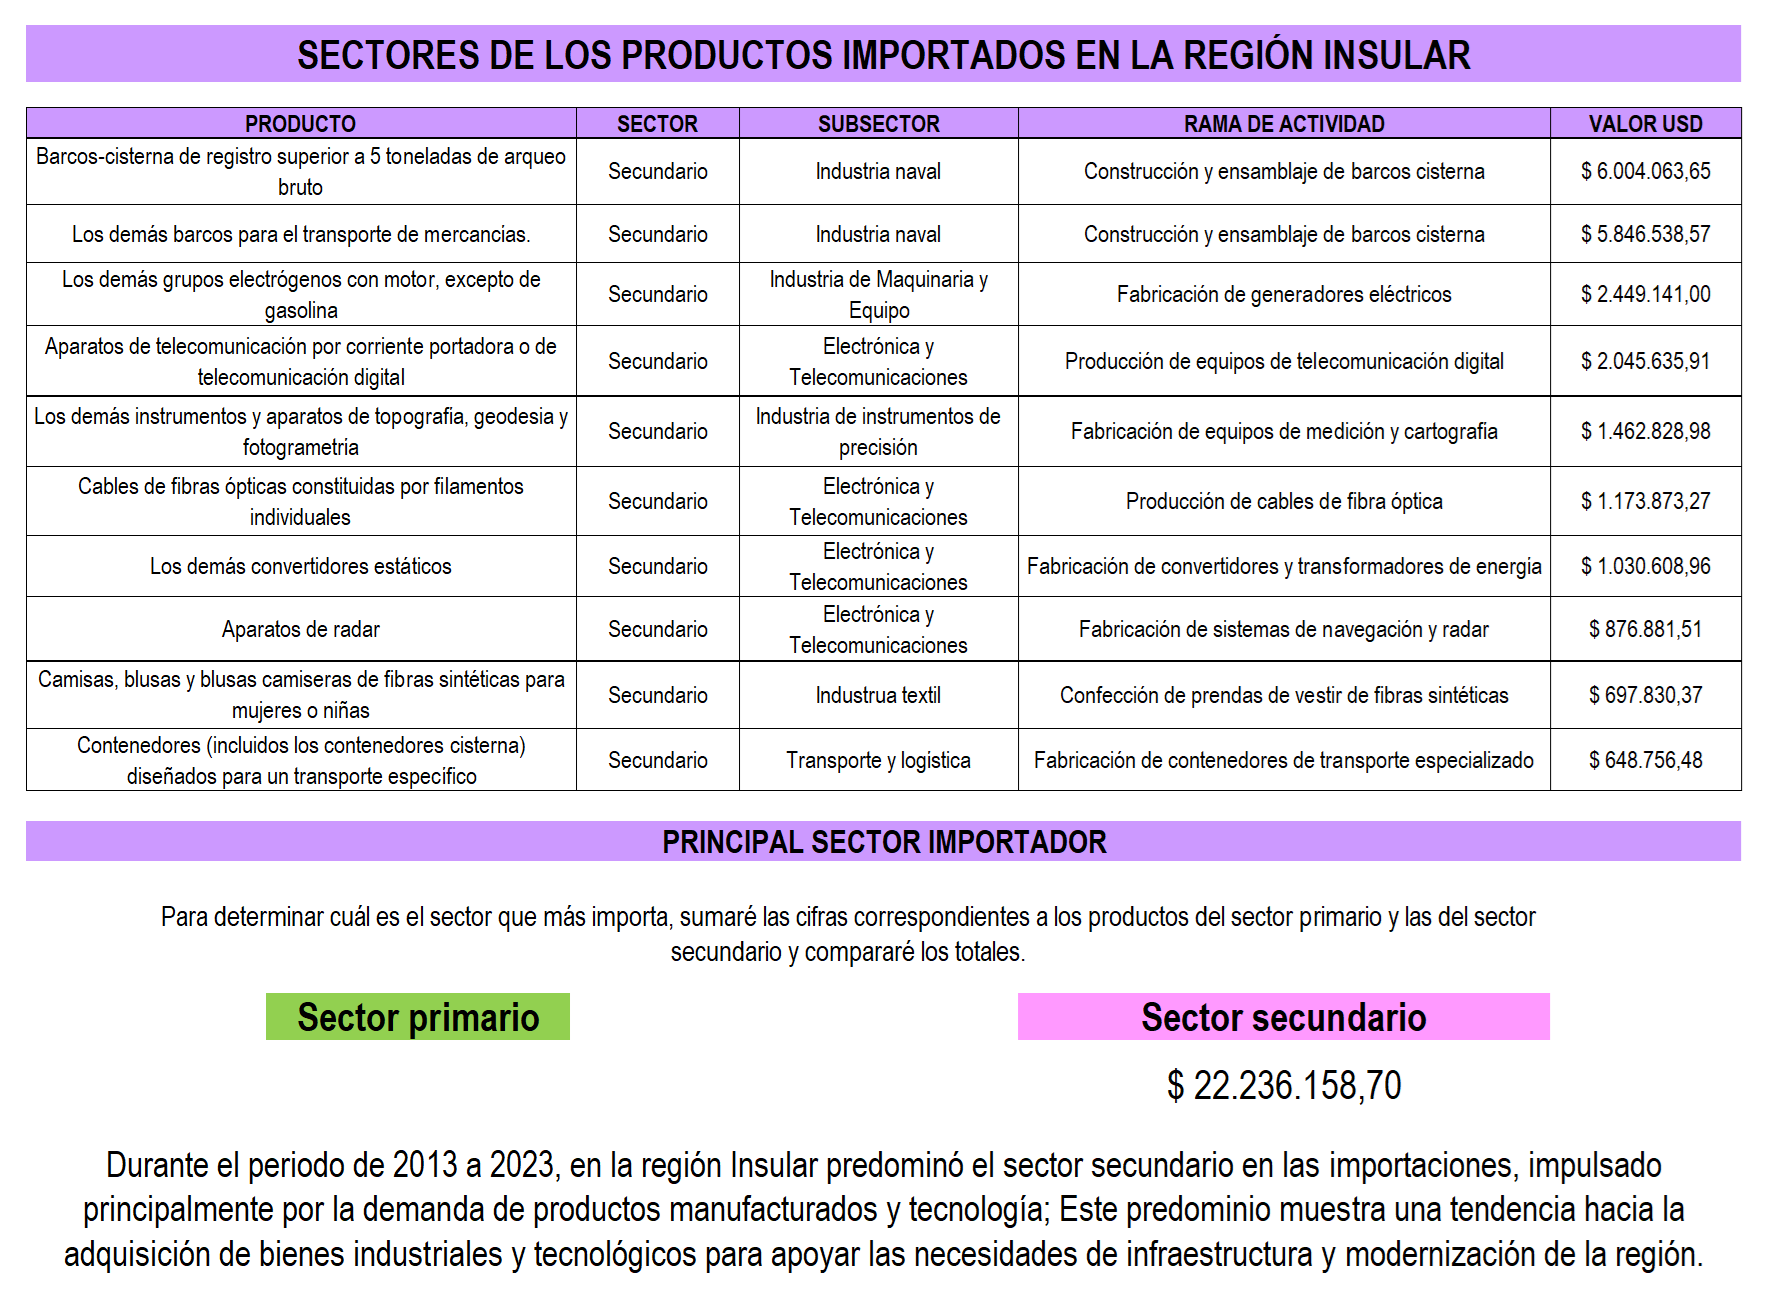 SECTORES DE LOS PRODUCTOS IMPORTADOS EN LA REGIÓN INSULAR
PRODUCTO SECTOR SUBSECTOR RAMA DE ACTIVIDAD VALOR USD
Barcos-cisterna de registro superior a 5 toneladas de arqueo
bruto
Secundario
Industria naval
Construcción y ensamblaje de barcos cisterna
$ 6.004.063,65
Los demás barcos para el transporte de mercancias.
Secundario
Industria naval
Construcción y ensamblaje de barcos cisterna
$ 5.846.538,57
Los demás grupos electrógenos con motor, excepto de
gasolina
Secundario
Industria de Maquinaria y
Equipo
Fabricación de generadores eléctricos
$ 2.449.141,00
Aparatos de telecomunicación por corriente portadora o de
telecomunicación digital
Secundario
Electrónica y
Telecomunicaciones
Producción de equipos de telecomunicación digital
$ 2.045.635,91
Los demás instrumentos y aparatos de topografía, geodesia y
fotogrametria
Secundario
Industria de instrumentos de
precisión
Fabricación de equipos de medición y cartografía
$ 1.462.828,98
Cables de fibras ópticas constituidas por filamentos
individuales
Secundario
Electrónica y
Telecomunicaciones
Producción de cables de fibra óptica
$ 1.173.873,27
Los demás convertidores estáticos
Secundario
Electrónica y
Telecomunicaciones
Fabricación de convertidores y transformadores de energía
$ 1.030.608,96
Aparatos de radar
Secundario
Electrónica y
Telecomunicaciones
Fabricación de sistemas de navegación y radar
$ 876.881,51
Camisas, blusas y blusas camiseras de fibras sintéticas para
mujeres o niñas
Secundario
Industrua textil
Confección de prendas de vestir de fibras sintéticas
$ 697.830,37
Contenedores (incluidos los contenedores cisterna)
diseñados para un transporte específico
Secundario
Transporte y logística
Fabricación de contenedores de transporte especializado
$ 648.756,48
PRINCIPAL SECTOR IMPORTADOR
Para determinar cuál es el sector que más importa, sumaré las cifras correspondientes a los productos del sector primario y las del sector
secundario y compararé los totales.
Sector primario
Sector secundario
$ 22.236.158,70
Durante el periodo de 2013 a 2023, en la región Insular predominó el sector secundario en las importaciones, impulsado
principalmente por la demanda de productos manufacturados y tecnología; Este predominio muestra una tendencia hacia la
adquisición de bienes industriales y tecnológicos para apoyar las necesidades de infraestructura y modernización de la región.